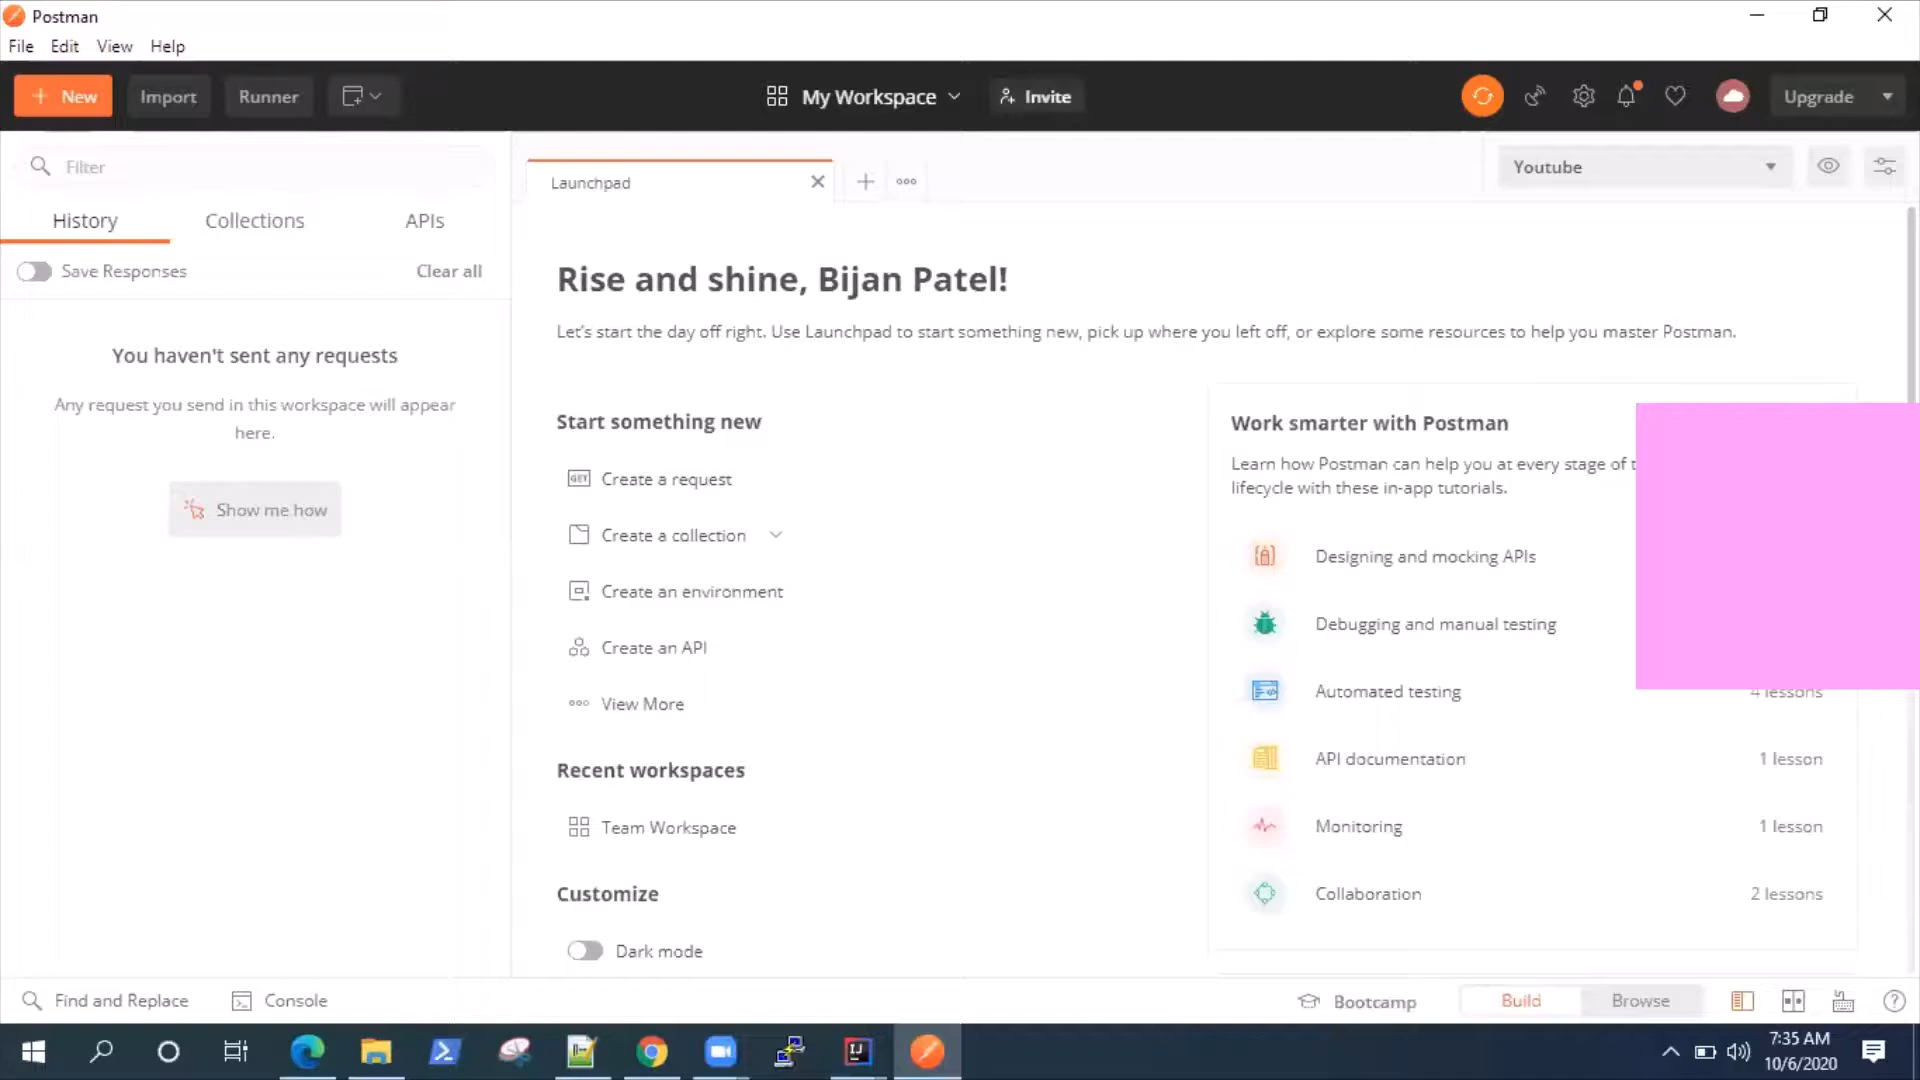 Postman
File Edit View Help
+ New Import Runner My Workspace Invite Upgrade
Filter
Launchpad
Youtube
History Collections APIs
Save Responses Clear all
You haven't sent any requests
Any request you send in this workspace will appear
here.
Show me how
Rise and shine, Bijan Patel!
Let's start the day off right. Use Launchpad to start something new, pick up where you left off, or explore some resources to help you master Postman.
Start something new
GET Create a request
Create a collection
Create an environment
Create an API
View More
Recent workspaces
Team Workspace
Customize
Dark mode
Work smarter with Postman
Learn how Postman can help you at every stage of
lifecycle with these in-app tutorials.
Designing and mocking APIs
Debugging and manual testing
Automated testing 4 lessons
API documentation 1 lesson
Monitoring 1 lesson
Collaboration 2 lessons
Find and Replace Console Bootcamp Build Browse
IJ
7:35 AM
10/6/2020